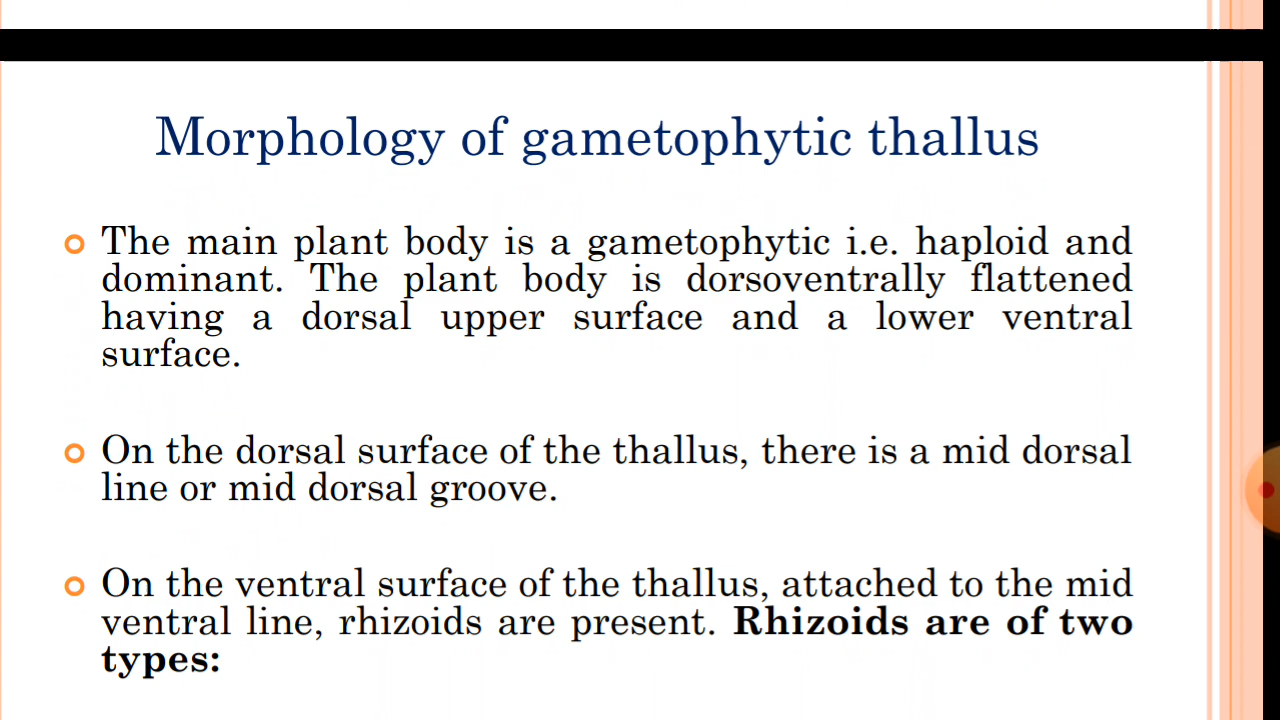 Morphology of gametophytic thallus
The main plant body is a gametophytic i.e. haploid and
dominant. The plant body is dorsoventrally flattened
having a dorsal upper surface and a lower ventral
surface.
On the dorsal surface of the thallus, there is a mid dorsal
line or mid dorsal groove.
On the ventral surface of the thallus, attached to the mid
ventral line, rhizoids are present. Rhizoids are of two
types: